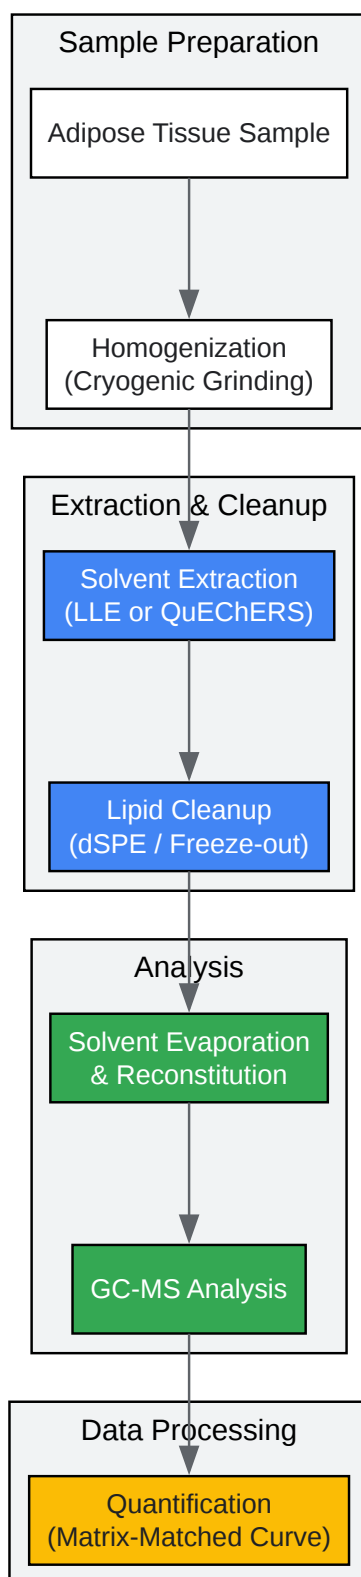 Sample Preparation
Adipose Tissue Sample
Homogenization
(Cryogenic Grinding)
Extraction & Cleanup
Solvent Extraction
(LLE or QuEChERS)
Lipid Cleanup
(dSPE / Freeze-out)
Analysis
Solvent Evaporation
& Reconstitution
GC-MS Analysis
Data Processing
Quantification
(Matrix-Matched Curve)